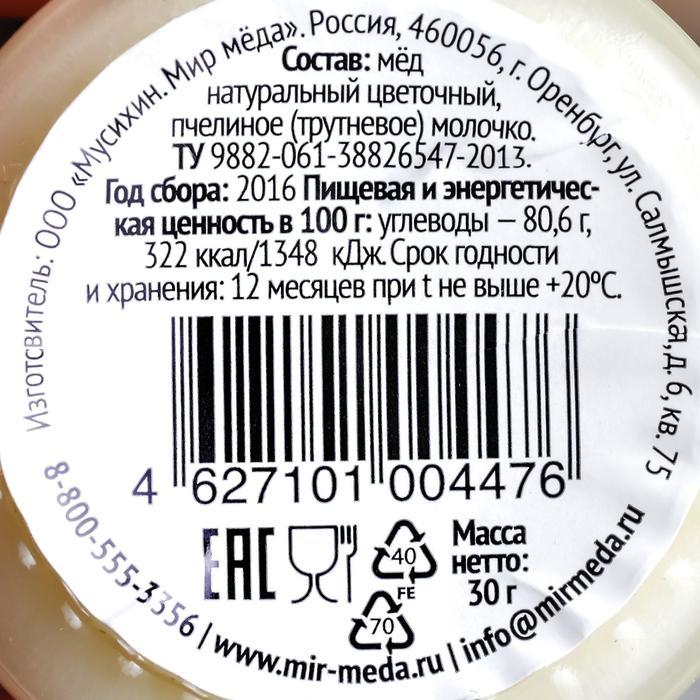 Изготсвитель: ООО «Мусихин. Мир мёда». Россия, 460056, г. Оренбург, ул. Салмышская, д. 6, кв. 75
Состав: мёд
натуральный цветочный,
пчелиное (трутневое) молочко.
ТУ 9882-061-38826547-2013.
Год сбора: 2016 Пищевая и энергетичес-
кая ценность в 100 г: углеводы – 80,6 г,
322 ккал/1348 кДж. Срок годности
и хранения: 12 месяцев при t не выше +20ºС.
4 627101 004476
EAC
40
FE
70
Масса
нетто:
30 г
8-800-555-3356 | www.mir-meda.ru | info@mirmeda.ru